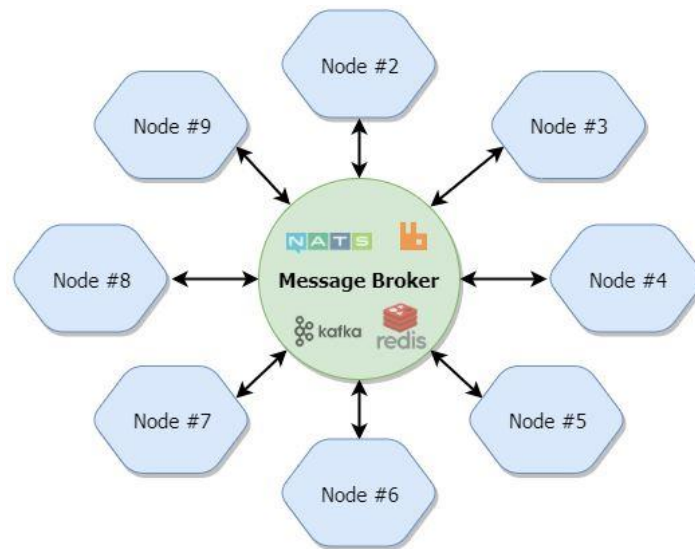 Node #2
Node #9
Node #3
NATS
Node #8
Message Broker
Node #4
kafka
redis
Node #7
Node #5
Node #6